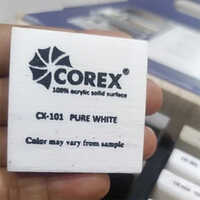 COREX®
100% acrylic solid surface
CX-101 PURE WHITE
Color may vary from sample